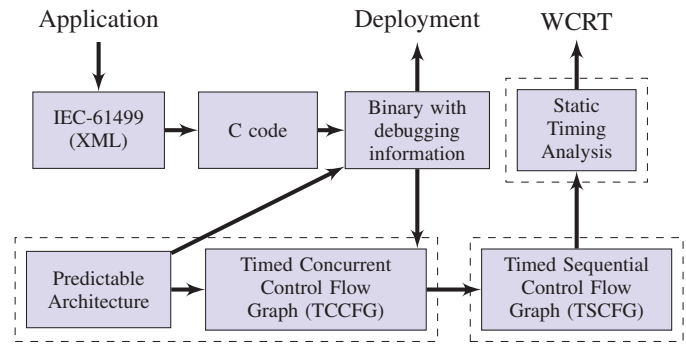 Application
Deployment
WCRT
IEC-61499
(XML)
C code
Binary with
debugging
information
Static
Timing
Analysis
Predictable
Architecture
Timed Concurrent
Control Flow
Graph (TCCFG)
Timed Sequential
Control Flow
Graph (TSCFG)